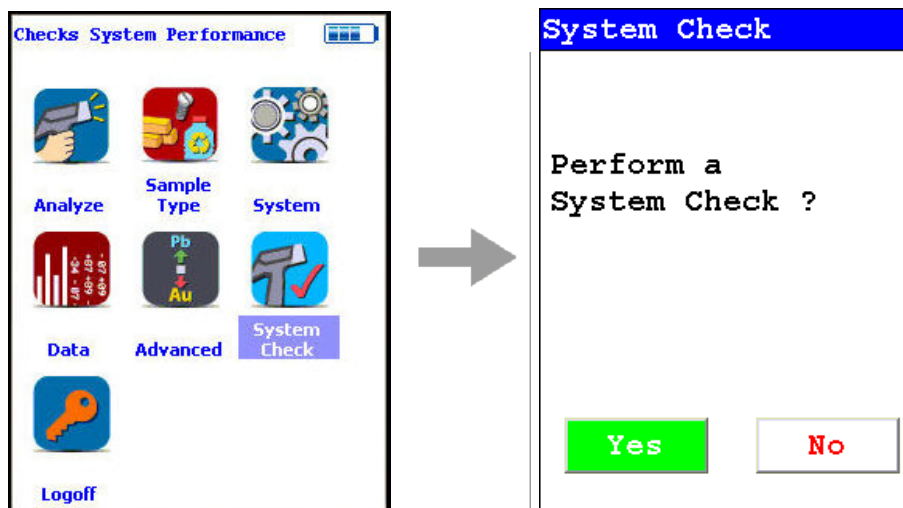 Checks System Performance
Analyze
Sample
Type
System
Pb
Au
Data
Advanced
System
Check
Logoff
System Check
Perform a
System Check ?
Yes
No